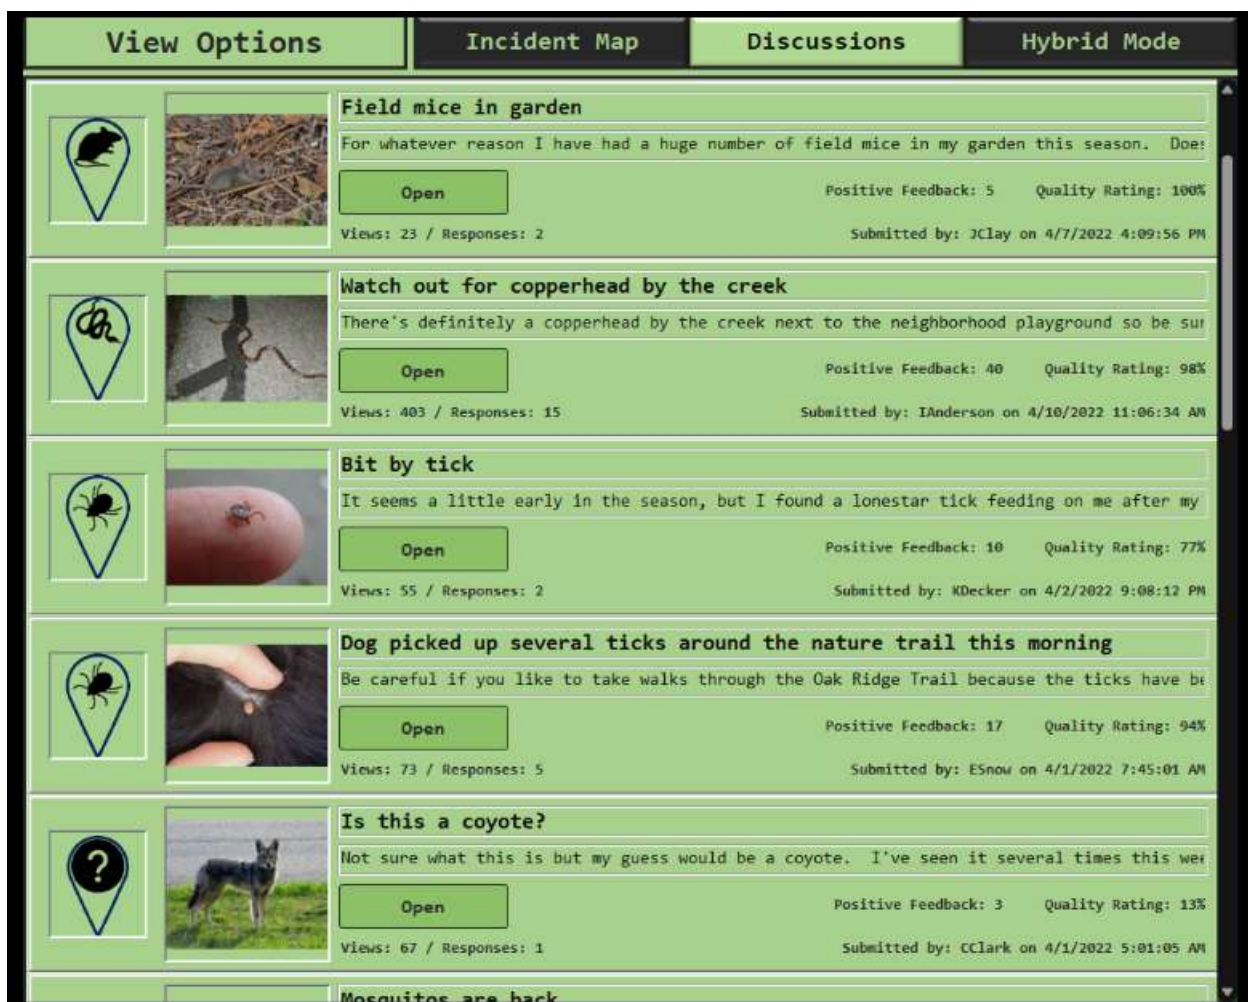 View Options Incident Map Discussions Hybrid Mode
Field mice in garden
For whatever reason I have had a huge number of field mice in my garden this season. Does
Open
Positive Feedback: 5 Quality Rating: 100%
Views: 23 / Responses: 2
Submitted by: JClay on 4/7/2022 4:09:56 PM
Watch out for copperhead by the creek
There's definitely a copperhead by the creek next to the neighborhood playground so be sur
Open
Positive Feedback: 40 Quality Rating: 98%
Views: 403 / Responses: 15
Submitted by: IAnderson on 4/10/2022 11:06:34 AM
Bit by tick
It seems a little early in the season, but I found a lonestar tick feeding on me after my
Open
Positive Feedback: 10 Quality Rating: 77%
Views: 55 / Responses: 2
Submitted by: KDecker on 4/2/2022 9:08:12 PM
Dog picked up several ticks around the nature trail this morning
Be careful if you like to take walks through the Oak Ridge Trail because the ticks have be
Open
Positive Feedback: 17 Quality Rating: 94%
Views: 73 / Responses: 5
Submitted by: ESnow on 4/1/2022 7:45:01 AM
?
Is this a coyote?
Not sure what this is but my guess would be a coyote. I've seen it several times this wee
Open
Positive Feedback: 3 Quality Rating: 13%
Views: 67 / Responses: 1
Submitted by: CClark on 4/1/2022 5:01:05 AM
Mosquitos are back